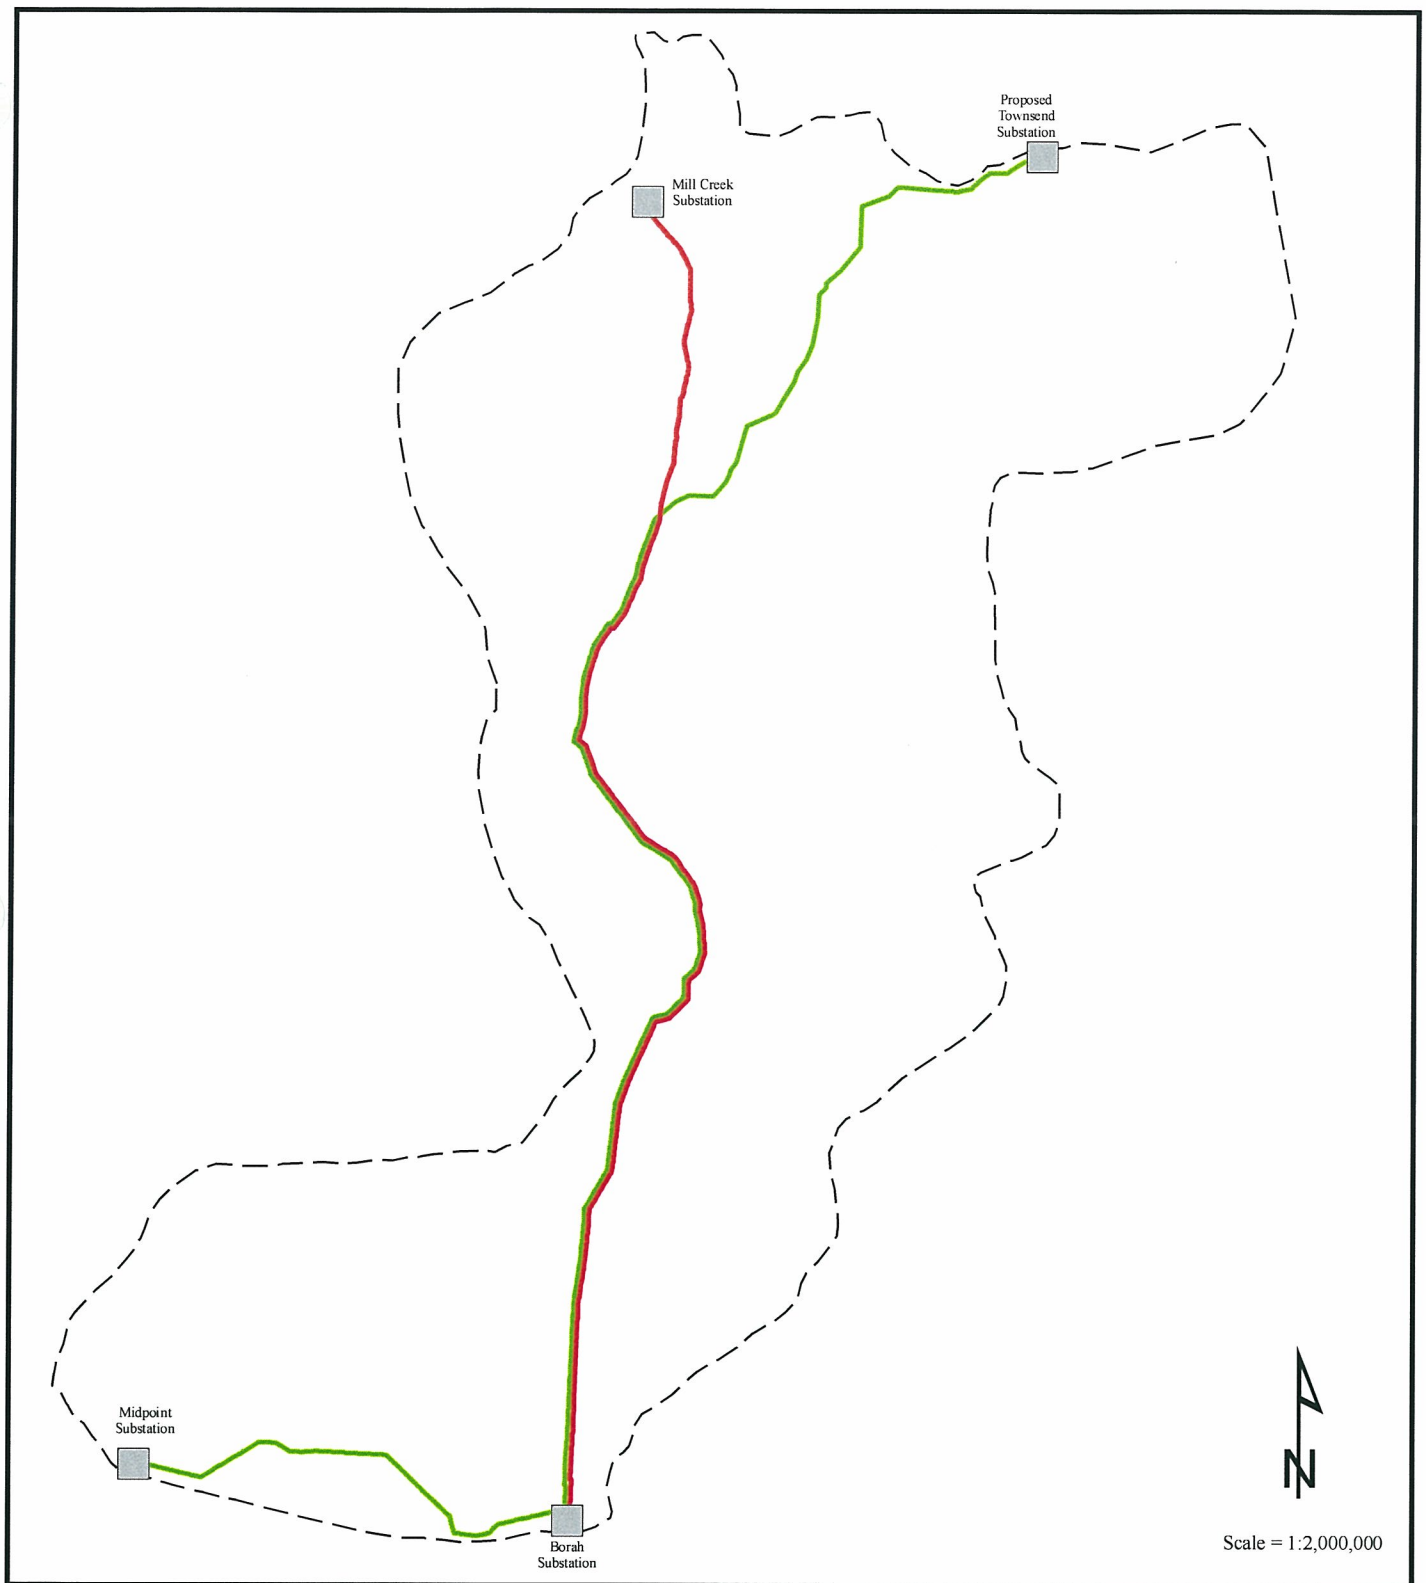 Proposed
Townsend
Substation
Mill Creek
Substation
Midpoint
Substation
Borah
Substation
N
Scale = 1:2,000,000